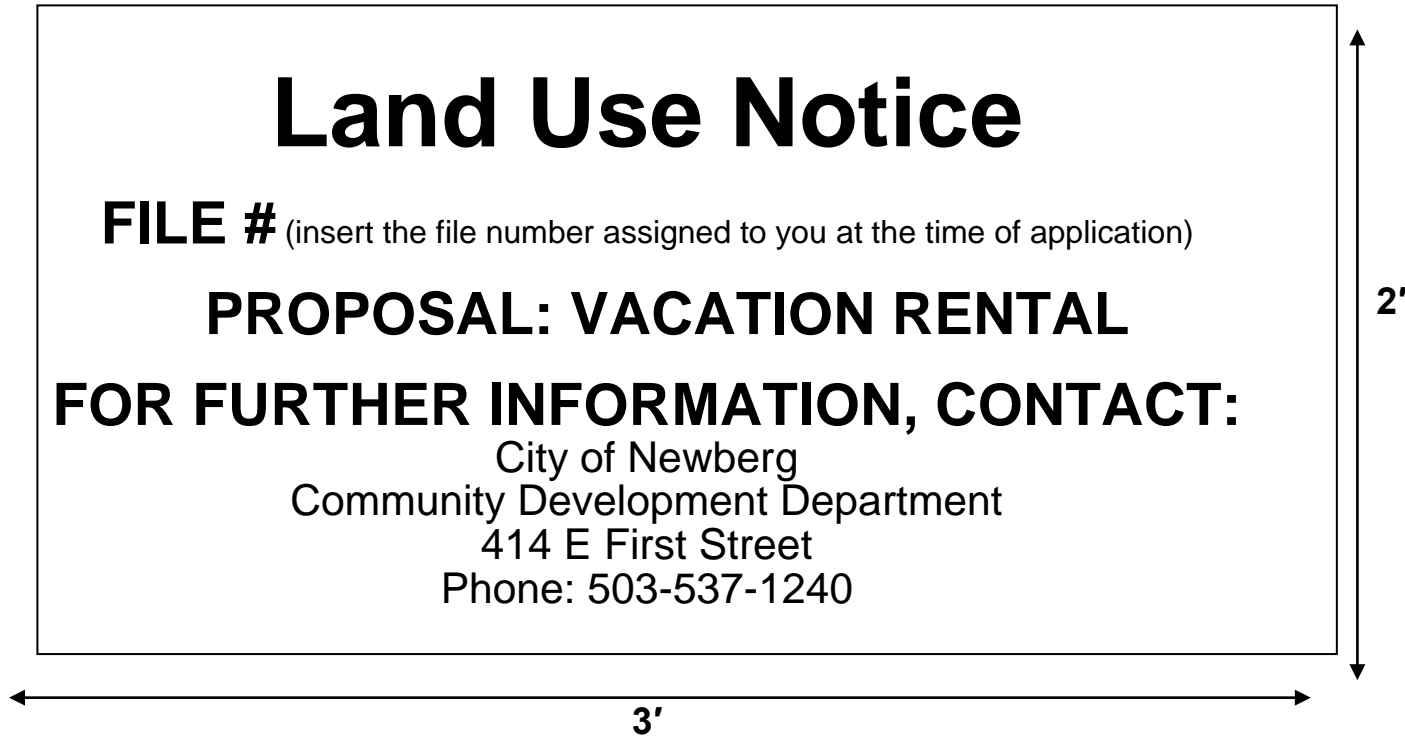 Land Use Notice
FILE # (insert the file number assigned to you at the time of application)
PROPOSAL: VACATION RENTAL
2′
FOR FURTHER INFORMATION, CONTACT:
City of Newberg
Community Development Department
414 E First Street
Phone: 503-537-1240
3′